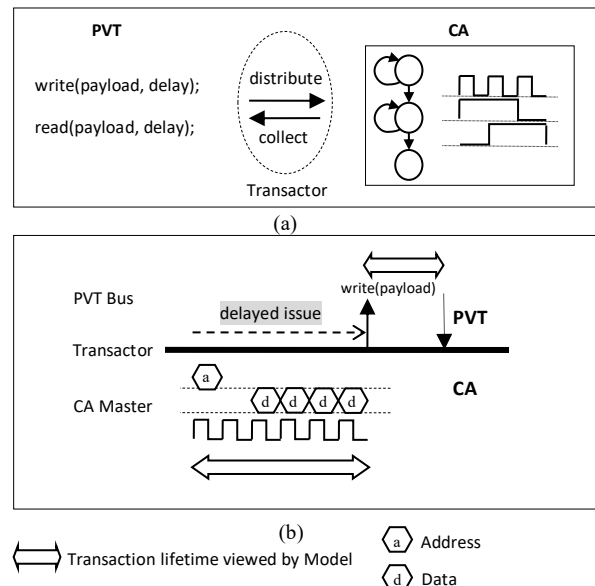 PVT CA
write(payload, delay);
distribute
read(payload, delay);
collect
Transactor
(a)
write(payload)
PVT Bus
delayed issue
PVT
Transactor
a
CA
CA Master
d d d d
(b)
a Address
Transaction lifetime viewed by Model
d Data